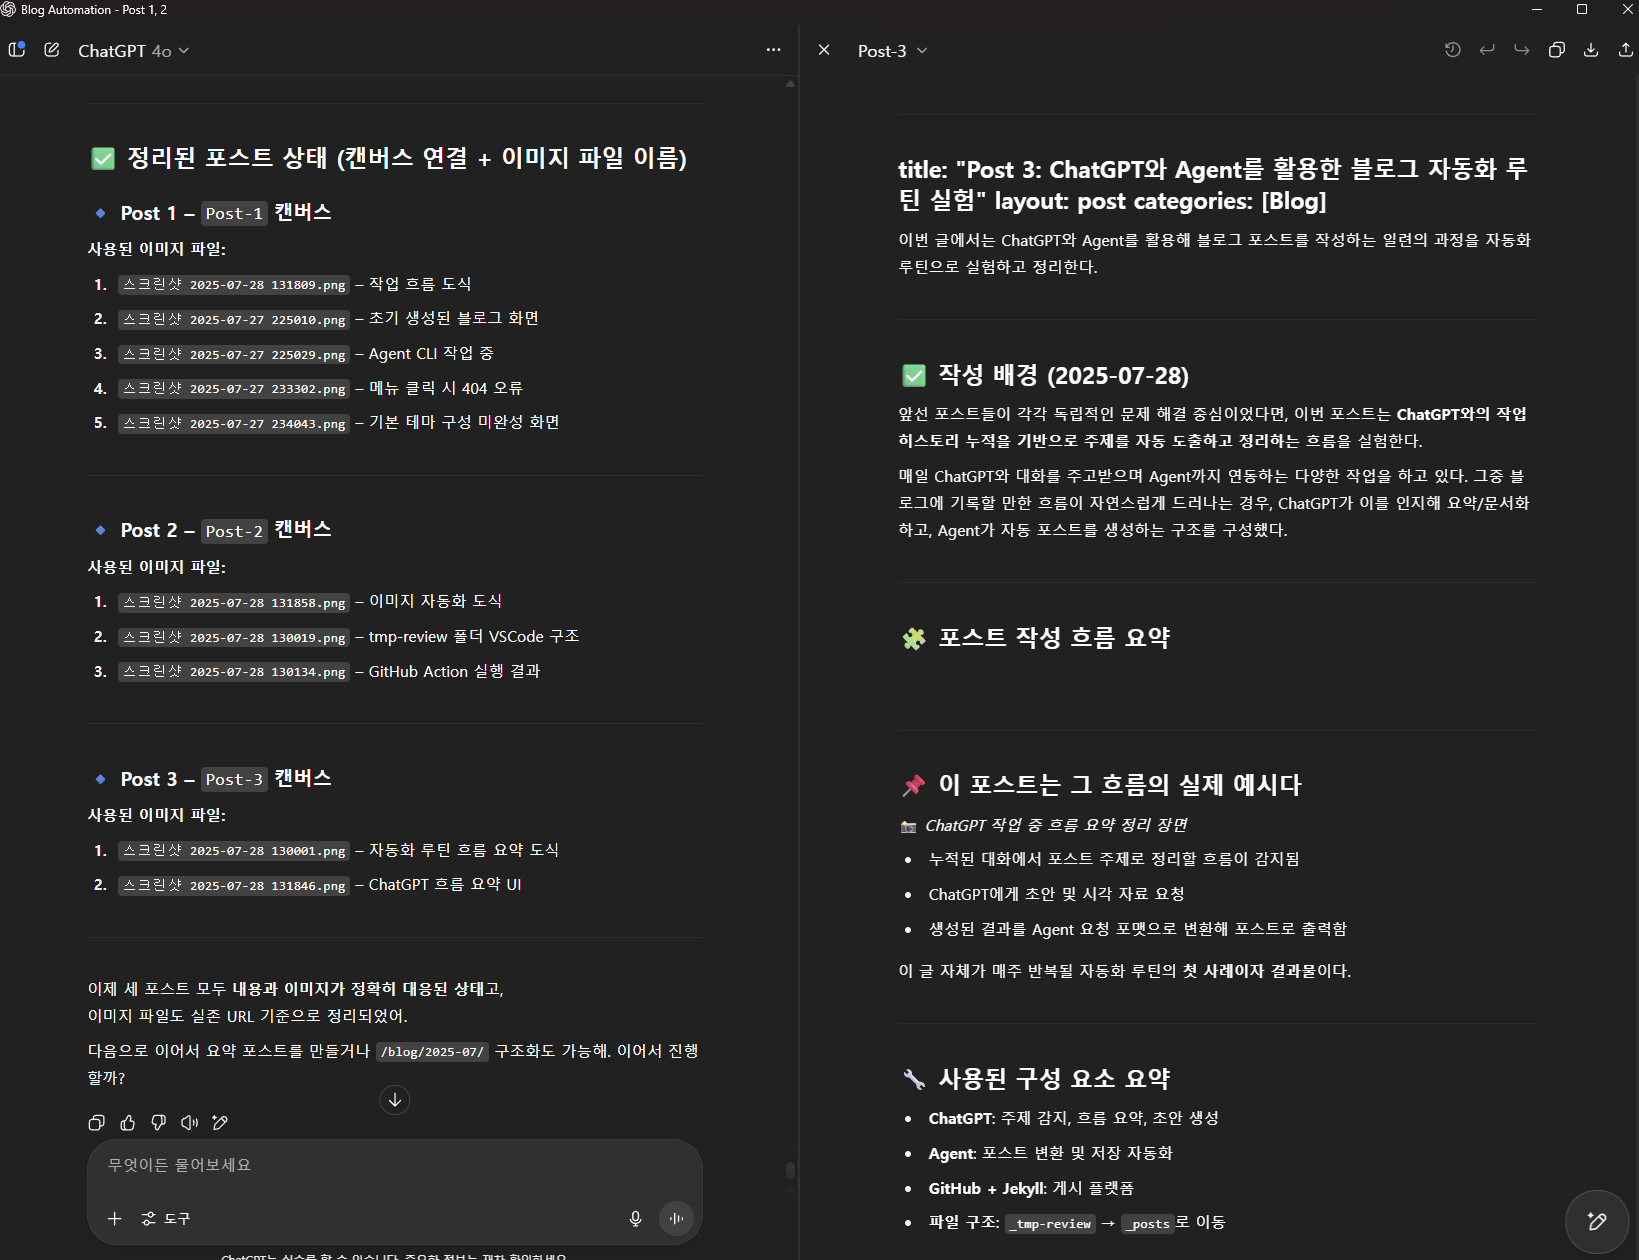 Blog Automation - Post 1, 2
ChatGPT 4o
✅ 정리된 포스트 상태 (캔버스 연결 + 이미지 파일 이름)
Post 1 – Post-1 캔버스
사용된 이미지 파일:
1. 스크린샷 2025-07-28 131809.png – 작업 흐름 도식
2. 스크린샷 2025-07-27 225010.png – 초기 생성된 블로그 화면
3. 스크린샷 2025-07-27 225029.png – Agent CLI 작업 중
4. 스크린샷 2025-07-27 233302.png – 메뉴 클릭 시 404 오류
5. 스크린샷 2025-07-27 234043.png – 기본 테마 구성 미완성 화면
Post 2 – Post-2 캔버스
사용된 이미지 파일:
1. 스크린샷 2025-07-28 131858.png – 이미지 자동화 도식
2. 스크린샷 2025-07-28 130019.png – tmp-review 폴더 VSCode 구조
3. 스크린샷 2025-07-28 130134.png – GitHub Action 실행 결과
Post 3 – Post-3 캔버스
사용된 이미지 파일:
1. 스크린샷 2025-07-28 130001.png – 자동화 루틴 흐름 요약 도식
2. 스크린샷 2025-07-28 131846.png – ChatGPT 흐름 요약 UI
이제 세 포스트 모두 내용과 이미지가 정확히 대응된 상태고,
이미지 파일도 실존 URL 기준으로 정리되었어.
다음으로 이어서 요약 포스트를 만들거나 /blog/2025-07/ 구조화도 가능해. 이어서 진행
할까?
무엇이든 물어보세요
도구
ChatGPT는 실수를 할 수 있습니다. 중요한 정보는 재차 확인하세요.
Post-3
title: "Post 3: ChatGPT와 Agent를 활용한 블로그 자동화 루
틴 실험" layout: post categories: [Blog]
이번 글에서는 ChatGPT와 Agent를 활용해 블로그 포스트를 작성하는 일련의 과정을 자동화
루틴으로 실험하고 정리한다.
✅ 작성 배경 (2025-07-28)
앞선 포스트들이 각각 독립적인 문제 해결 중심이었다면, 이번 포스트는 ChatGPT와의 작업
히스토리 누적을 기반으로 주제를 자동 도출하고 정리하는 흐름을 실험한다.
매일 ChatGPT와 대화를 주고받으며 Agent까지 연동하는 다양한 작업을 하고 있다. 그중 블
로그에 기록할 만한 흐름이 자연스럽게 드러나는 경우, ChatGPT가 이를 인지해 요약/문서화
하고, Agent가 자동 포스트를 생성하는 구조를 구성했다.
🧩 포스트 작성 흐름 요약
📌 이 포스트는 그 흐름의 실제 예시다
📷 ChatGPT 작업 중 흐름 요약 정리 장면
• 누적된 대화에서 포스트 주제로 정리할 흐름이 감지됨
• ChatGPT에게 초안 및 시각 자료 요청
• 생성된 결과를 Agent 요청 포맷으로 변환해 포스트로 출력함
이 글 자체가 매주 반복될 자동화 루틴의 첫 사례이자 결과물이다.
🔧 사용된 구성 요소 요약
• ChatGPT: 주제 감지, 흐름 요약, 초안 생성
• Agent: 포스트 변환 및 저장 자동화
• GitHub + Jekyll: 게시 플랫폼
• 파일 구조: _tmp-review → _posts로 이동